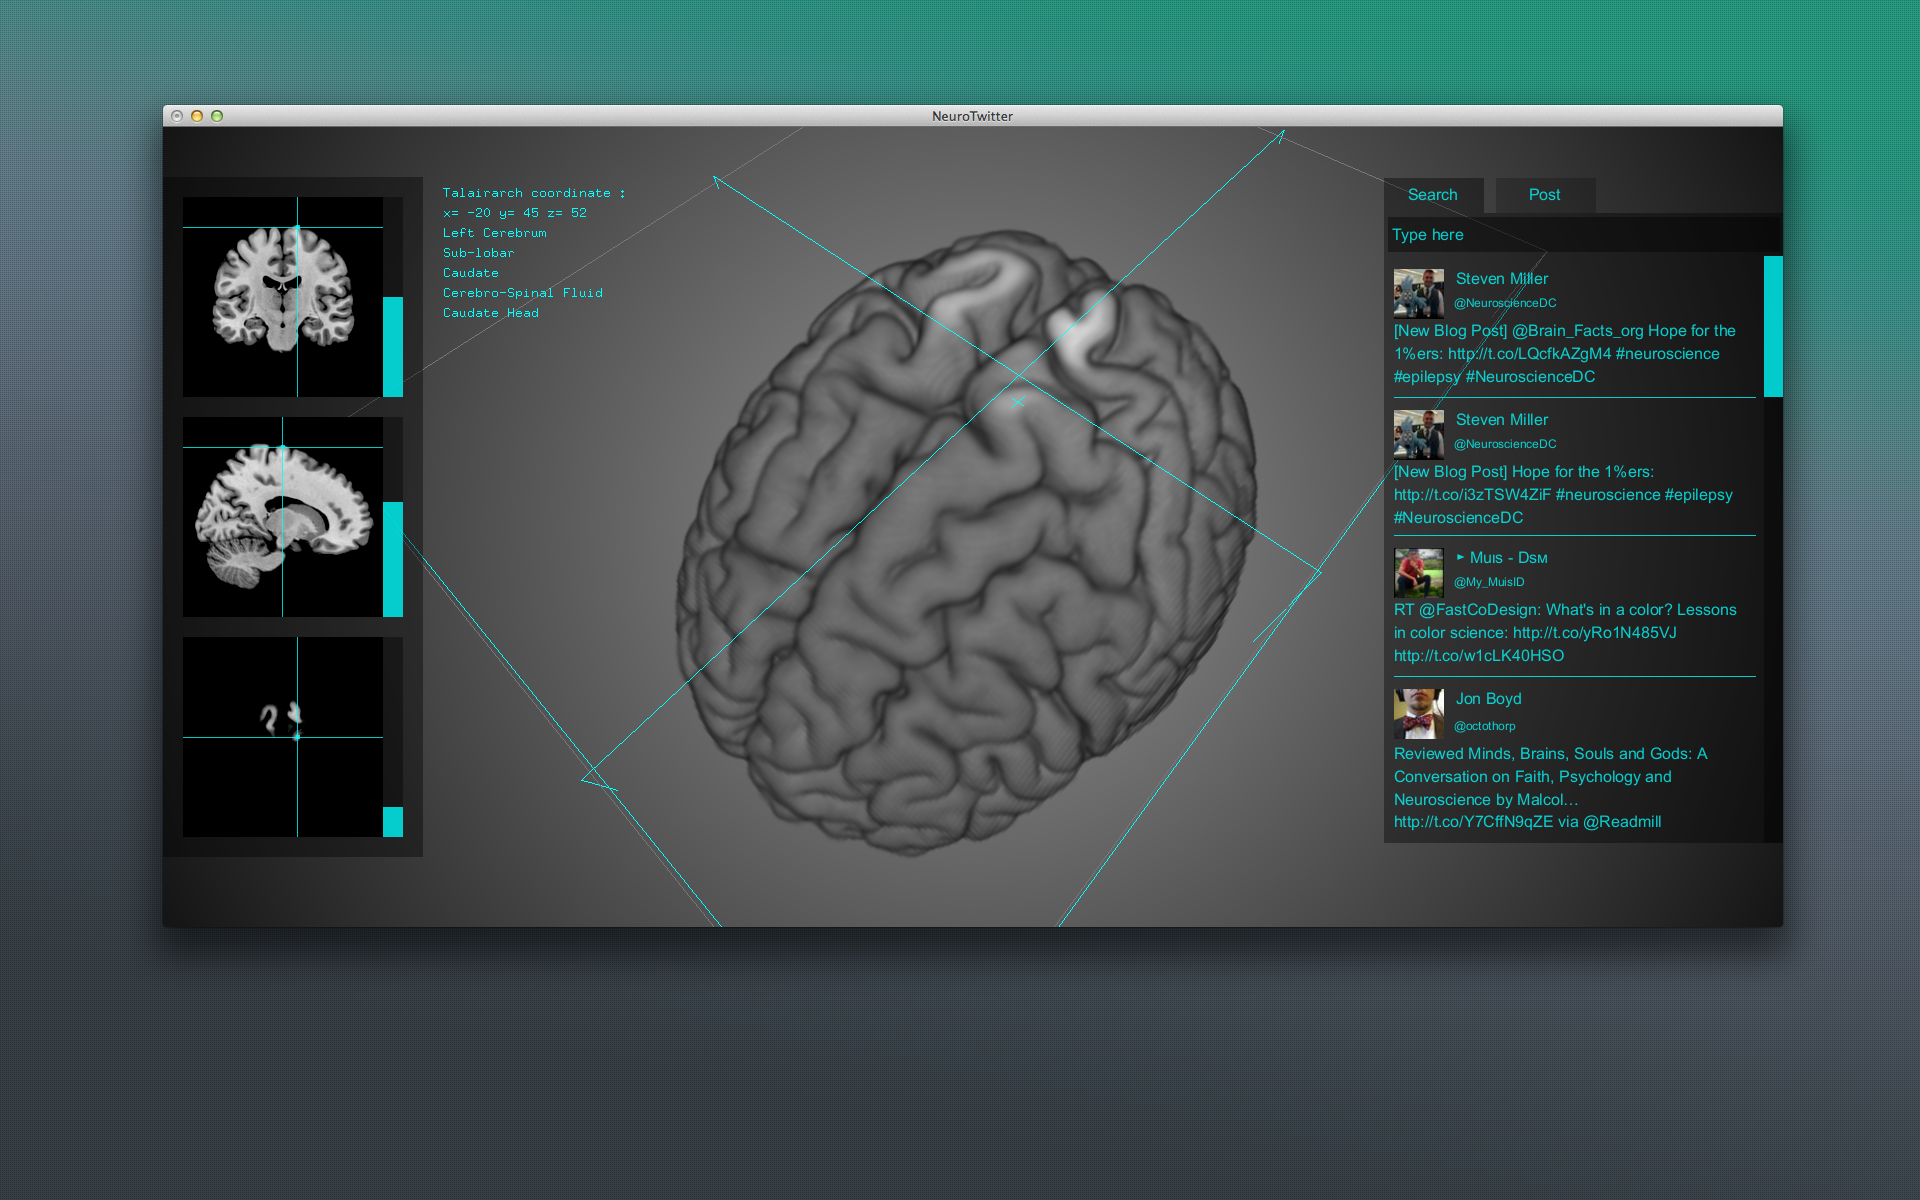 NeuroTwitter
Talairarch coordinate :
x= -20 y= 45 z= 52
Left Cerebrum
Sub-lobar
Caudate
Cerebro-Spinal Fluid
Caudate Head
Search
Post
Type here
Steven Miller
@NeuroscienceDC
[New Blog Post] @Brain_Facts_org Hope for the
1%ers: http://t.co/LQcfkAZgM4 #neuroscience
#epilepsy #NeuroscienceDC
Steven Miller
@NeuroscienceDC
[New Blog Post] Hope for the 1%ers:
http://t.co/i3zTSW4ZiF #neuroscience #epilepsy
#NeuroscienceDC
► Muıs - Dsм
@My_MuisID
RT @FastCoDesign: What's in a color? Lessons
in color science: http://t.co/yRo1N485VJ
http://t.co/w1cLK40HSO
Jon Boyd
@octothorp
Reviewed Minds, Brains, Souls and Gods: A
Conversation on Faith, Psychology and
Neuroscience by Malcol…
http://t.co/Y7CffN9qZE via @Readmill